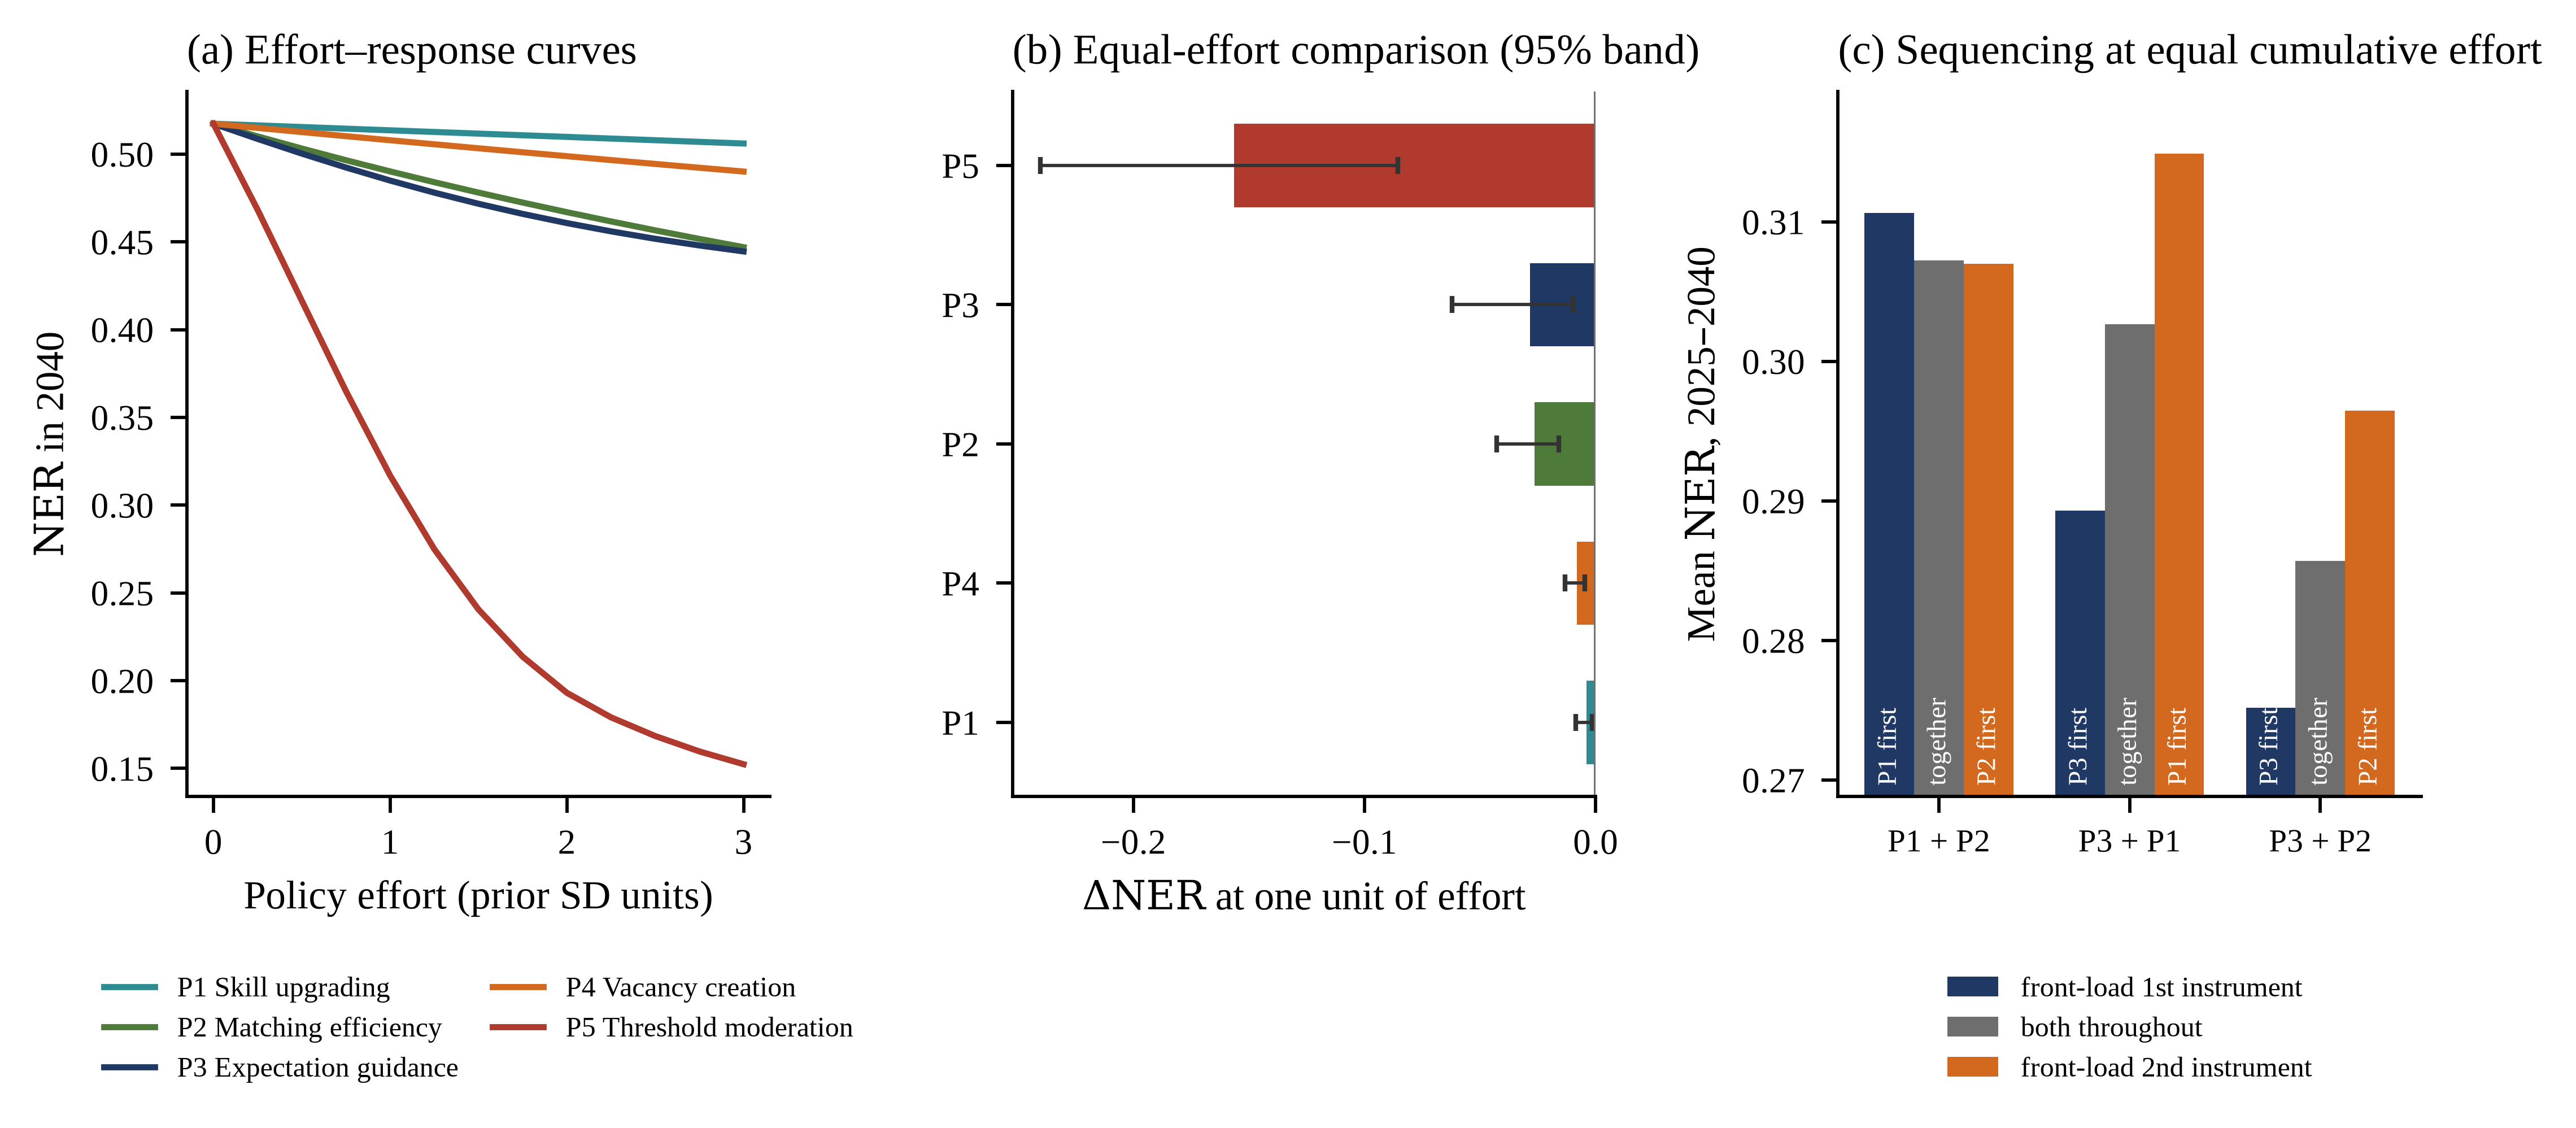 (a) Effort–response curves
NER in 2040
0.50
0.45
0.40
0.35
0.30
0.25
0.20
0.15
0
1
2
3
Policy effort (prior SD units)
P1 Skill upgrading
P2 Matching efficiency
P3 Expectation guidance
P4 Vacancy creation
P5 Threshold moderation
(b) Equal-effort comparison (95% band)
P5
P3
P2
P4
P1
−0.2
−0.1
0.0
ΔNER at one unit of effort
(c) Sequencing at equal cumulative effort
Mean NER, 2025–2040
0.31
0.30
0.29
0.28
0.27
P1 first
together
P2 first
P3 first
together
P1 first
P3 first
together
P2 first
P1 + P2
P3 + P1
P3 + P2
front-load 1st instrument
both throughout
front-load 2nd instrument